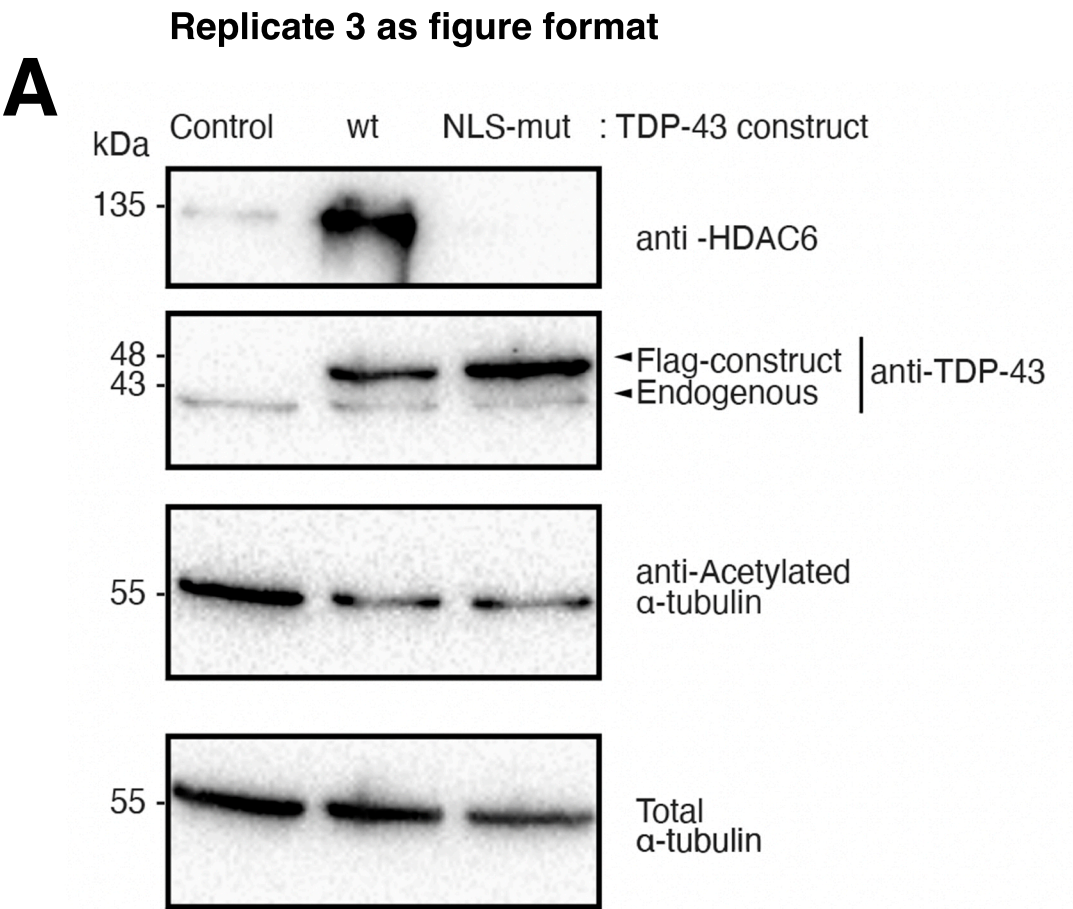 Replicate 3 as figure format
A
kDa
Control wt NLS-mut : TDP-43 construct
135 -
anti -HDAC6
48 -
43 -
Flag-construct
Endogenous
anti-TDP-43
55 -
anti-Acetylated
α-tubulin
55 -
Total
α-tubulin